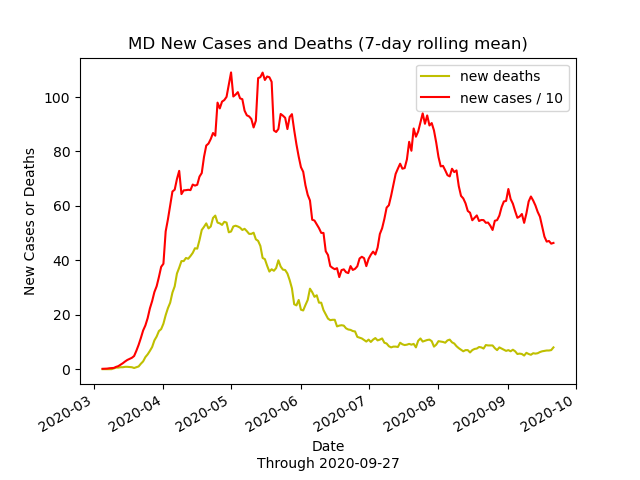 MD New Cases and Deaths (7-day rolling mean)
new deaths
new cases / 10
New Cases or Deaths
100
80
60
40
20
0
2020-03
2020-04
2020-05
2020-06
2020-07
2020-08
2020-09
2020-10
Date
Through 2020-09-27